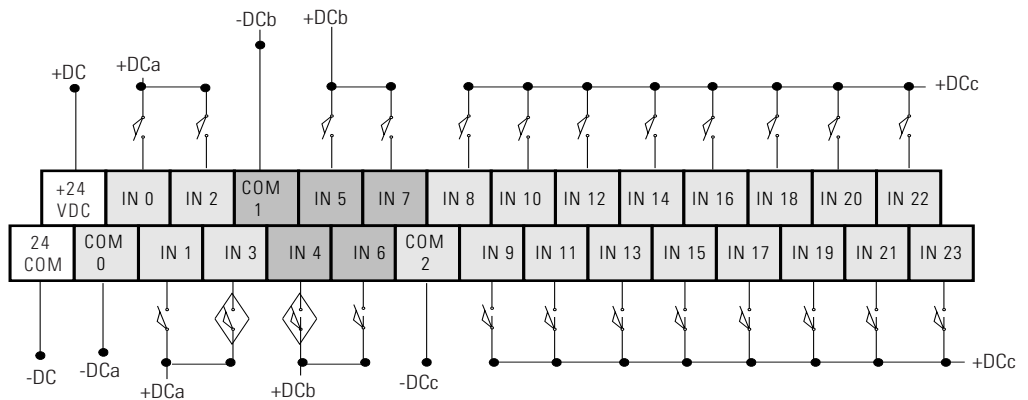 -DCb
+DCb
+DC
+DCa
+DCc
+24 VDC
IN 0
IN 2
COM 1
IN 5
IN 7
IN 8
IN 10
IN 12
IN 14
IN 16
IN 18
IN 20
IN 22
24 COM
COM 0
IN 1
IN 3
IN 4
IN 6
COM 2
IN 9
IN 11
IN 13
IN 15
IN 17
IN 19
IN 21
IN 23
-DC
-DCa
+DCa
+DCb
-DCc
+DCc